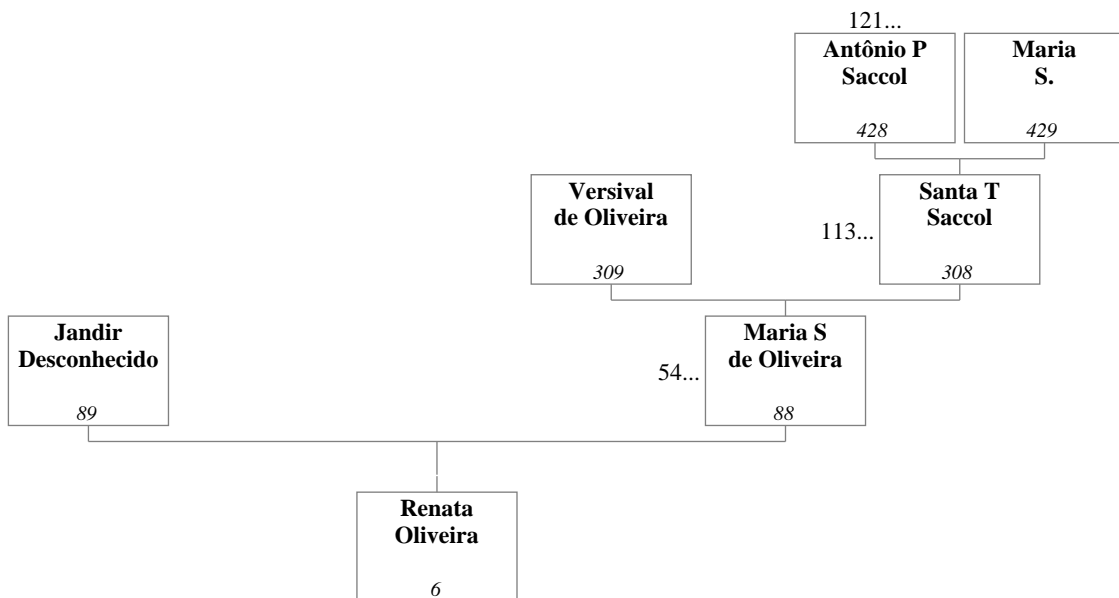 121...
Antônio P
Saccol
428
Maria
S.
429
Versival
de Oliveira
309
113...
Santa T
Saccol
308
Jandir
Desconhecido
89
54...
Maria S
de Oliveira
88
Renata
Oliveira
6